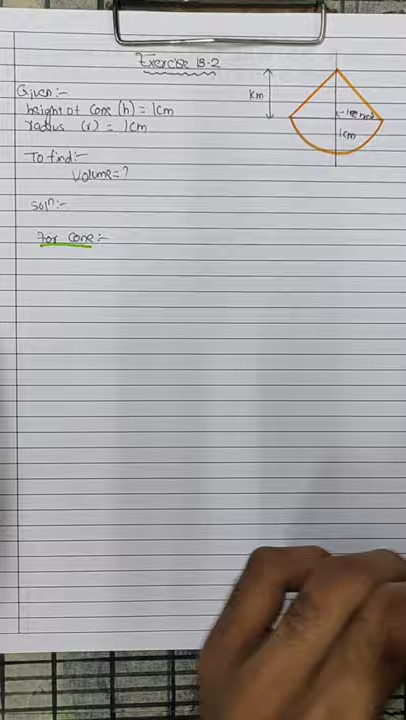 Exercise 13.2
Given:-
height of Cone (h) = 1cm
radius (r) = 1cm
To find:-
Volume = ?
Solⁿ:-
For Cone:-
1cm
1cm